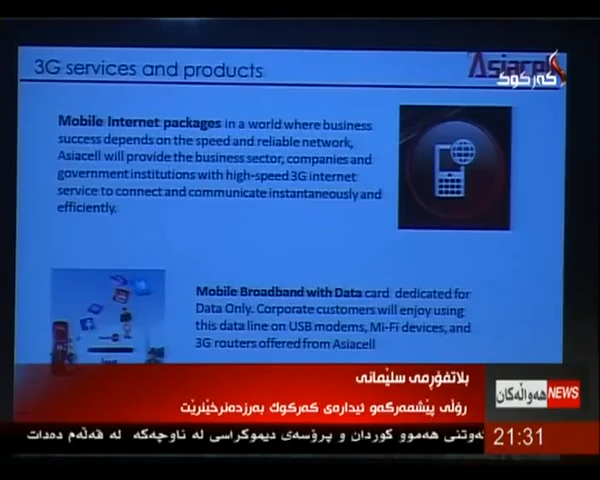 3G services and products
Asiacell
كەركوك
Mobile Internet packages in a world where business
success depends on the speed and reliable network,
Asiacell will provide the business sector, companies and
government institutions with high-speed 3G internet
service to connect and communicate instantaneously and
efficiently.
Mobile Broadband with Data card dedicated for
Data Only. Corporate customers will enjoy using
this data line on USB modems, Mi-Fi devices, and
3G routers offered from Asiacell
بلاتفۆڕمی سلێمانی
رۆڵی پێشمەرگەو ئیدارەی کەرکوک بەرزدەنرخێنرێت
هەواڵەکان NEWS
ەوتنی هەموو کوردان و پرۆسەی دیموکراسی لە ناوچەکە لە قەڵەم دەدات
21:31